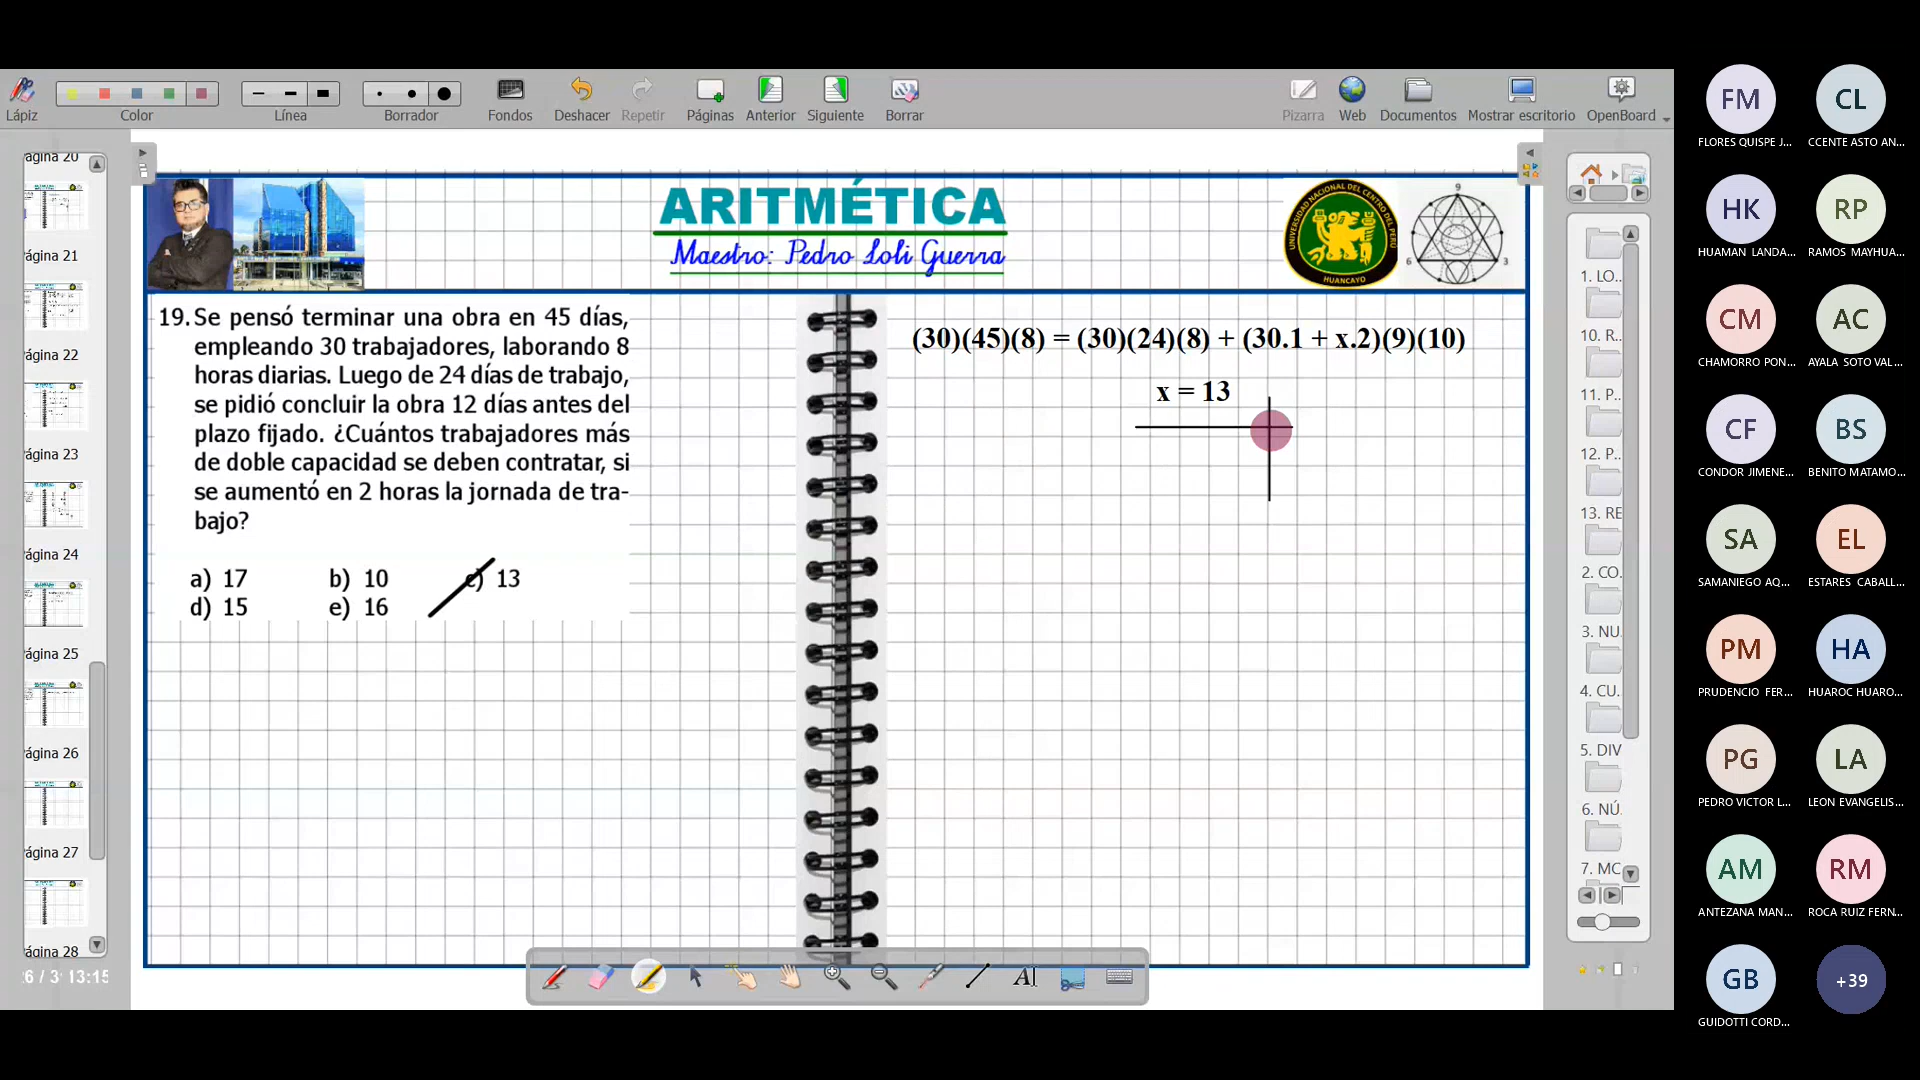 Lápiz
Color
Línea
Borrador
Fondos
Deshacer
Repetir
Páginas
Anterior
Siguiente
Borrar
Pizarra
Web
Documentos
Mostrar escritorio
OpenBoard
ágina 20
ágina 21
ágina 22
ágina 23
ágina 24
ágina 25
ágina 26
ágina 27
ágina 28
13:15
ARITMÉTICA
Maestro: Pedro Loli Guerra
UNIVERSIDAD NACIONAL DEL CENTRO DEL PERÚ
HUANCAYO
9
6
3
19. Se pensó terminar una obra en 45 días,
empleando 30 trabajadores, laborando 8
horas diarias. Luego de 24 días de trabajo,
se pidió concluir la obra 12 días antes del
plazo fijado. ¿Cuántos trabajadores más
de doble capacidad se deben contratar, si
se aumentó en 2 horas la jornada de tra-
bajo?
a) 17 b) 10 c) 13
d) 15 e) 16
(30)(45)(8) = (30)(24)(8) + (30.1 + x.2)(9)(10)
x = 13
1. LO..
10. R..
11. P..
12. P..
13. RE
2. CO.
3. NU.
4. CU.
5. DIV
6. NÚ.
7. MC
FM
FLORES QUISPE J...
CL
CCENTE ASTO AN...
HK
HUAMAN LANDA...
RP
RAMOS MAYHUA...
CM
CHAMORRO PON...
AC
AYALA SOTO VAL...
CF
CONDOR JIMENE...
BS
BENITO MATAMO...
SA
SAMANIEGO AQ...
EL
ESTARES CABALL...
PM
PRUDENCIO FER...
HA
HUAROC HUARO...
PG
PEDRO VICTOR L...
LA
LEON EVANGELIS...
AM
ANTEZANA MAN...
RM
ROCA RUIZ FERN...
GB
GUIDOTTI CORD...
+39